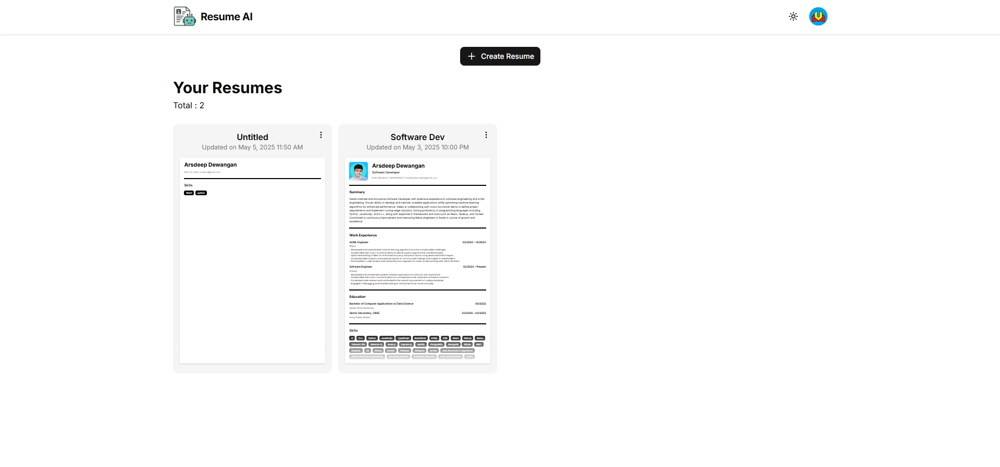 Resume AI
Create Resume
Your Resumes
Total : 2
Untitled
Updated on May 5, 2025 11:50 AM
Arsdeep Dewangan
Skills
React python
Software Dev
Updated on May 3, 2025 10:00 PM
Arsdeep Dewangan
Software Developer
Summary
Detail-oriented and innovative Software Developer with extensive experience in software engineering and AI/ML
engineering. Proven ability to develop and maintain scalable applications while optimizing machine learning
algorithms for enhanced performance. Adept at collaborating with cross-functional teams to define project
requirements and implement cutting-edge solutions. Strong proficiency in programming languages including
Python, JavaScript, and C++, along with expertise in frameworks and tools such as React, Node.js, and Docker.
Committed to continuous improvement and mentoring fellow engineers to foster a culture of growth and
excellence.
Work Experience
AI/ML Engineer 03/2024 - 12/2024
Wipro
- Developed and implemented machine learning algorithms to solve complex data challenges.
- Collaborated with cross-functional teams to define project requirements and deliverables.
- Optimized existing models for enhanced accuracy and performance using advanced AI techniques.
- Conducted data analysis and prepared reports to communicate findings and insights to stakeholders.
- Participated in code reviews and mentored junior engineers to foster professional growth within the team.
Software Engineer 02/2024 - Present
Infosys
- Developed and maintained scalable software applications to enhance user experience.
- Collaborated with cross-functional teams to conceptualize and implement innovative solutions.
- Conducted code reviews and contributed to the overall improvement of coding standards.
- Engaged in debugging and troubleshooting to resolve technical issues promptly.
Education
Bachelor of Computer Applications w/ Data Science 06/2022
Career Point University
Senior Secondary, CBSE 03/2020 - 03/2022
Army Public School
Skills
C C++ Python JavaScript TypeScript Bash/Shell HTML CSS React Next.js Redux
Tailwind CSS Material-UI Node.js Express.js MySQL PostgreSQL MongoDB SQLite REST
GraphQL Git GitHub Docker Postman Webpack PyTest Data Structures & Algorithms
Object-Oriented Programming Operating Systems Computer Networks Linux Environments CI/CD